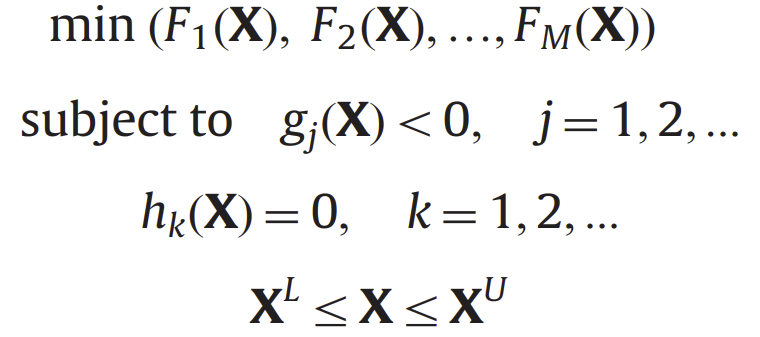 min (F₁(𝐗), F₂(𝐗), …, F_M(𝐗))
subject to g_j(𝐗) < 0, j = 1, 2, …
h_k(𝐗) = 0, k = 1, 2, …
𝐗^L ≤ 𝐗 ≤ 𝐗^U